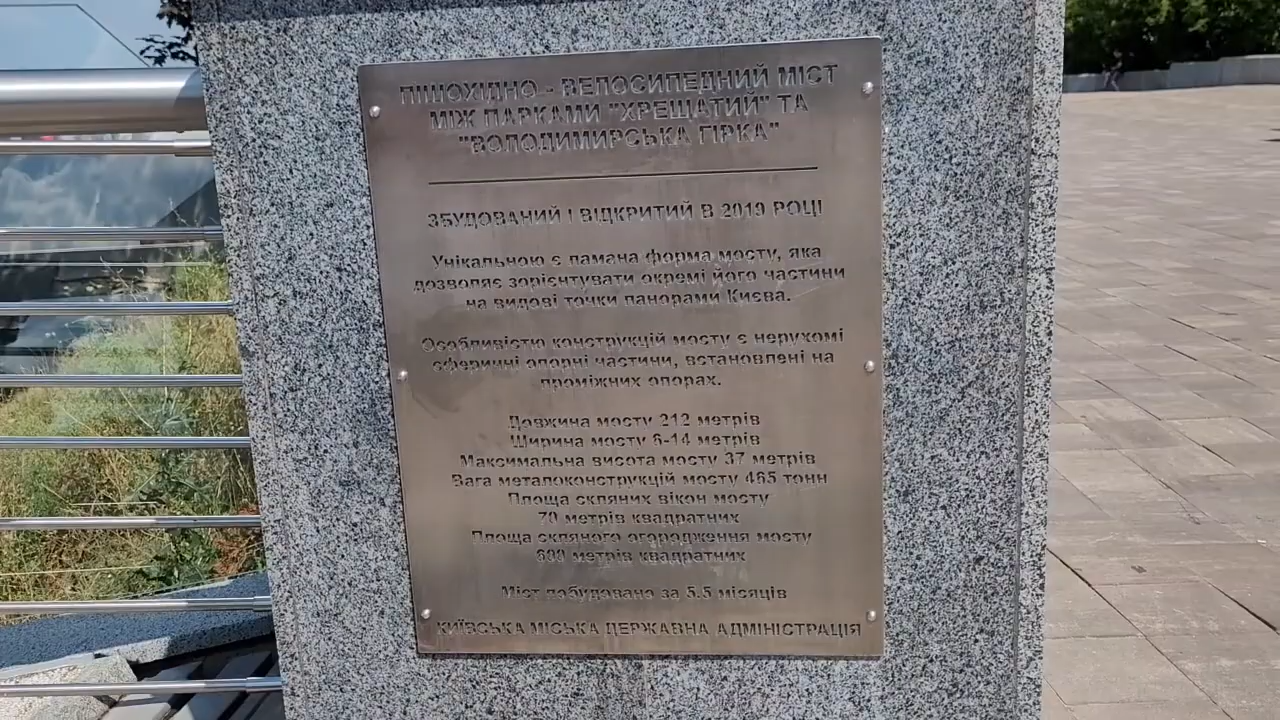 ПІШОХІДНО - ВЕЛОСИПЕДНИЙ МІСТ
МІЖ ПАРКАМИ "ХРЕЩАТИЙ" ТА
"ВОЛОДИМИРСЬКА ГІРКА"
ЗБУДОВАНИЙ І ВІДКРИТИЙ В 2019 РОЦІ
Унікальною є ламана форма мосту, яка
дозволяє зорієнтувати окремі його частини
на видові точки панорами Києва.
Особливістю конструкцій мосту є нерухомі
сферичні опорні частини, встановлені на
проміжних опорах.
Довжина мосту 212 метрів
Ширина мосту 6-14 метрів
Максимальна висота мосту 37 метрів
Вага металоконструкцій мосту 465 тонн
Площа скляних вікон мосту
70 метрів квадратних
Площа скляного огородження мосту
600 метрів квадратних
Міст побудовано за 5.5 місяців
КИЇВСЬКА МІСЬКА ДЕРЖАВНА АДМІНІСТРАЦІЯ